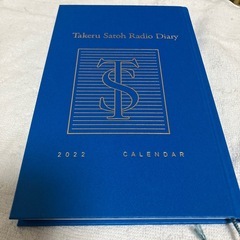 Takeru Satoh Radio Diary
TS
2022 CALENDAR